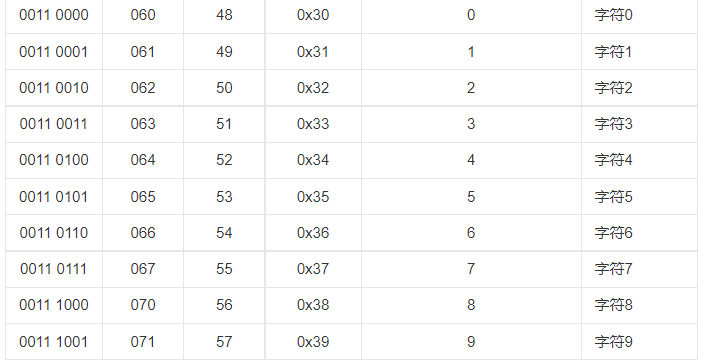 0011 0000 060 48 0x30 0 字符0
0011 0001 061 49 0x31 1 字符1
0011 0010 062 50 0x32 2 字符2
0011 0011 063 51 0x33 3 字符3
0011 0100 064 52 0x34 4 字符4
0011 0101 065 53 0x35 5 字符5
0011 0110 066 54 0x36 6 字符6
0011 0111 067 55 0x37 7 字符7
0011 1000 070 56 0x38 8 字符8
0011 1001 071 57 0x39 9 字符9